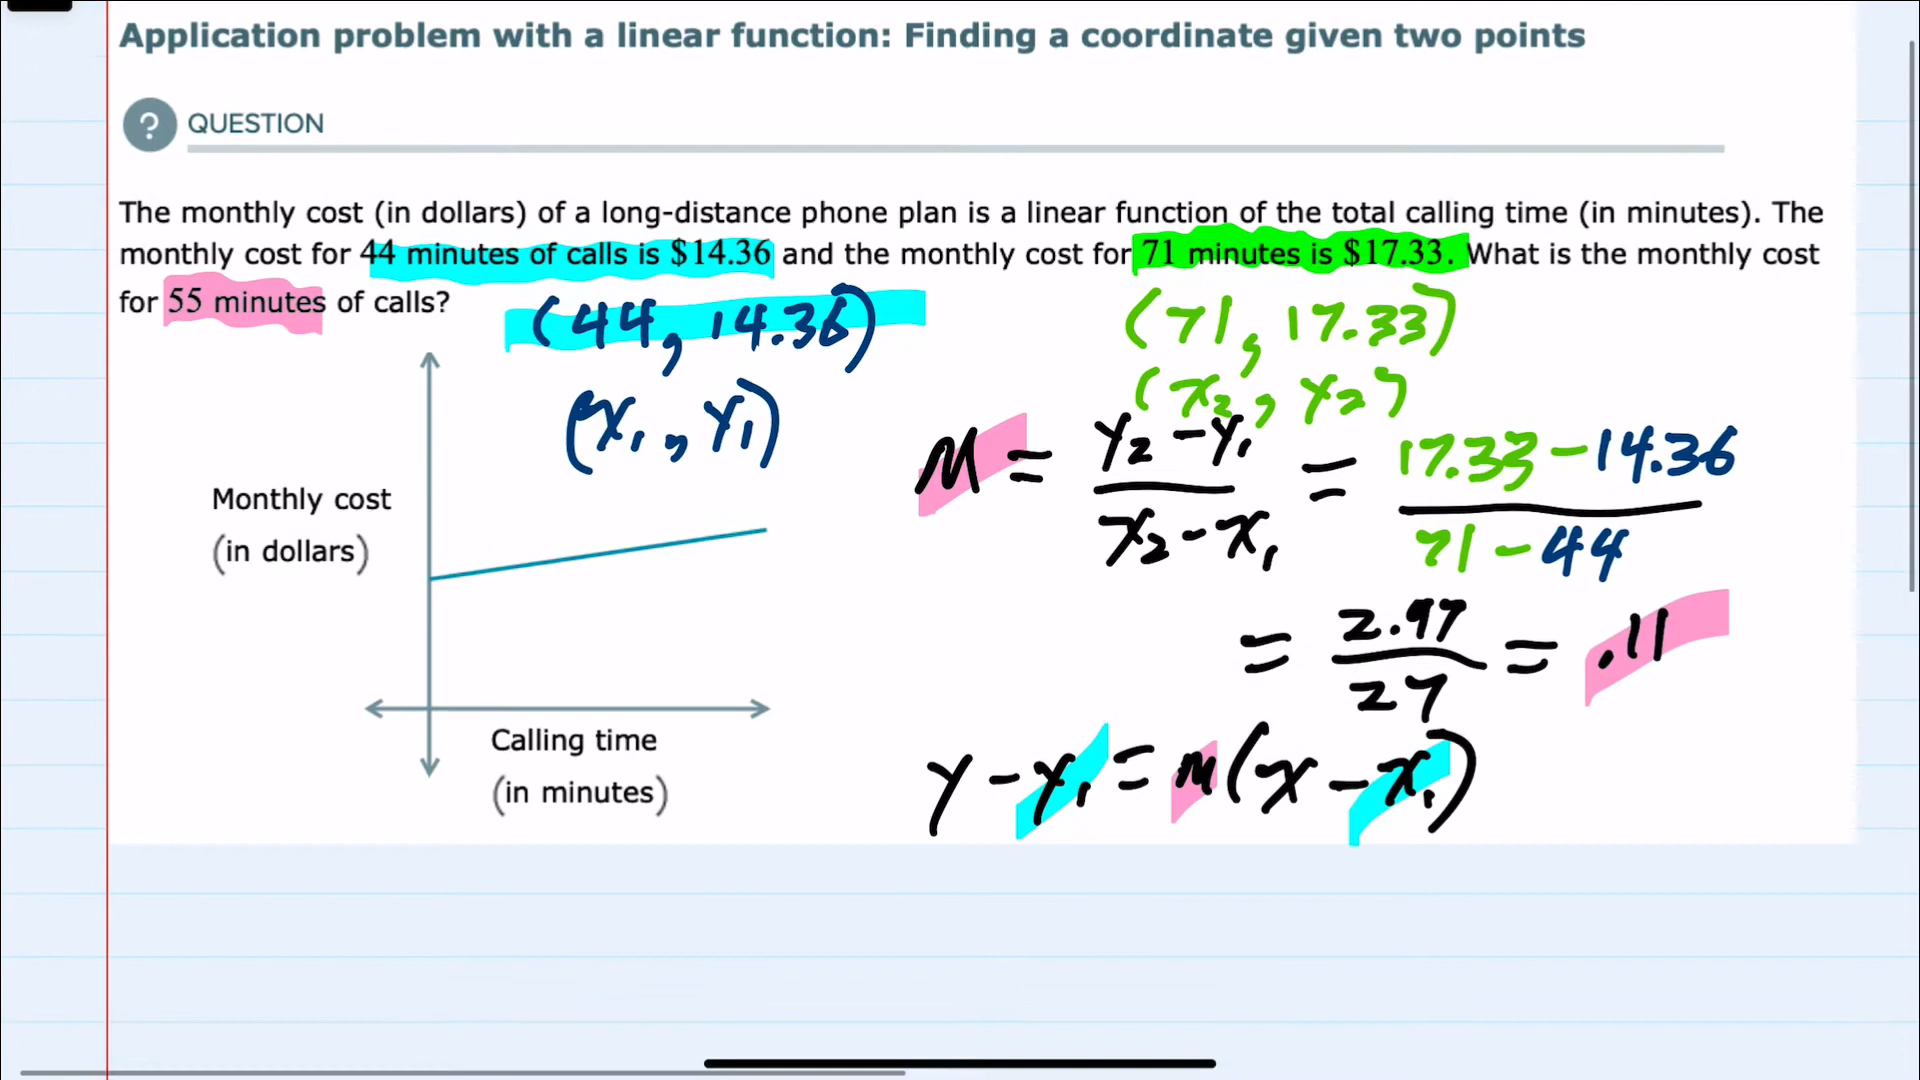 Application problem with a linear function: Finding a coordinate given two points
? QUESTION
The monthly cost (in dollars) of a long-distance phone plan is a linear function of the total calling time (in minutes). The
monthly cost for 44 minutes of calls is $14.36 and the monthly cost for 71 minutes is $17.33. What is the monthly cost
for 55 minutes of calls?
(44, 14.36)
(71, 17.33)
(x₁, y₁)
(x₂, y₂)
M = y₂ - y₁ / x₂ - x₁ = 17.33 - 14.36 / 71 - 44
= 2.97 / 27 = .11
y - y₁ = m(x - x₁)
Monthly cost
(in dollars)
Calling time
(in minutes)